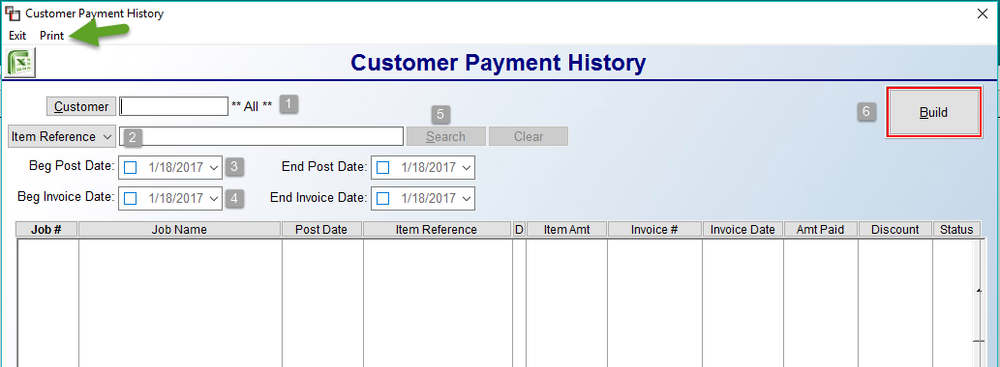 Customer Payment History
Exit Print
Customer Payment History
Customer ** All ** 1
5
6 Build
Item Reference 2 Search Clear
Beg Post Date: 1/18/2017 3 End Post Date: 1/18/2017
Beg Invoice Date: 1/18/2017 4 End Invoice Date: 1/18/2017
Job # Job Name Post Date Item Reference D Item Amt Invoice # Invoice Date Amt Paid Discount Status